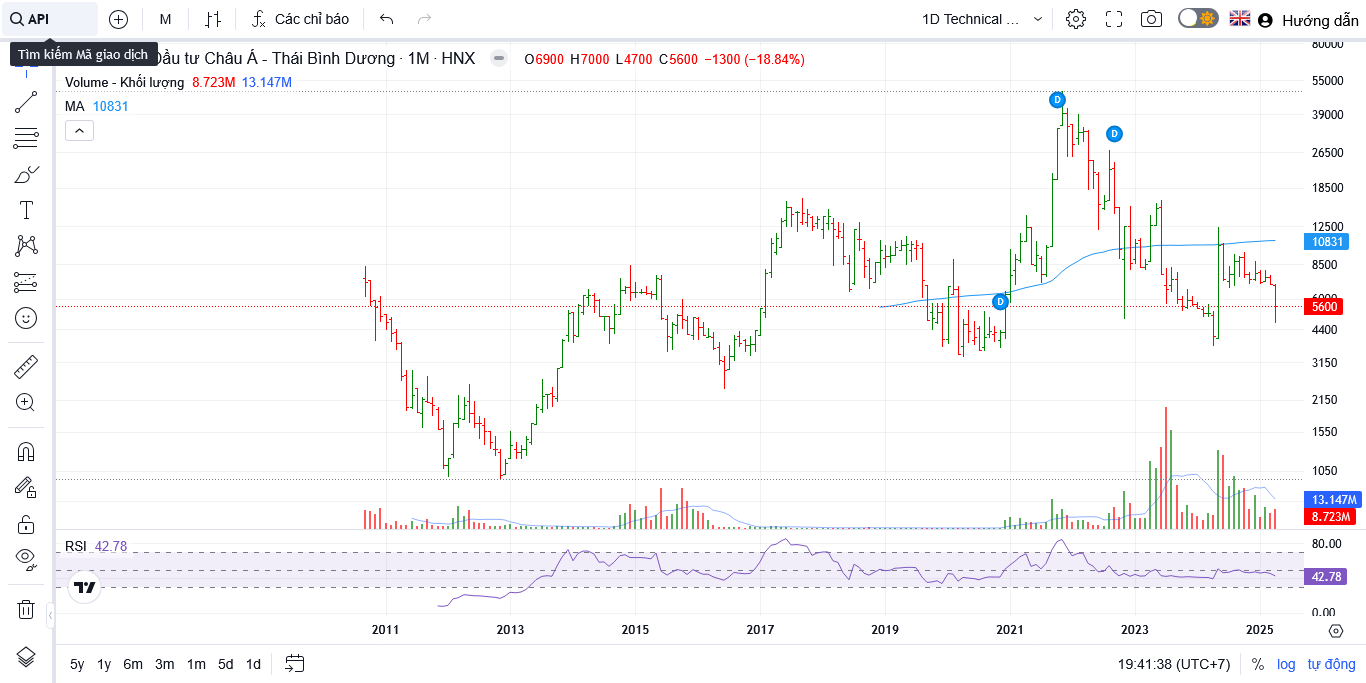 API
M
Các chỉ báo
1D Technical ...
Hướng dẫn
Tìm kiếm Mã giao dịch
Đầu tư Châu Á - Thái Bình Dương · 1M · HNX
O6900 H7000 L4700 C5600 −1300 (−18.84%)
Volume - Khối lượng 8.723M 13.147M
MA 10831
D
D
D
80000
55000
39000
26500
18500
12500
10831
8500
6000
5600
4400
3150
2150
1550
1050
13.147M
8.723M
RSI 42.78
80.00
42.78
0.00
2011 2013 2015 2017 2019 2021 2023 2025
5y 1y 6m 3m 1m 5d 1d
19:41:38 (UTC+7) % log tự động